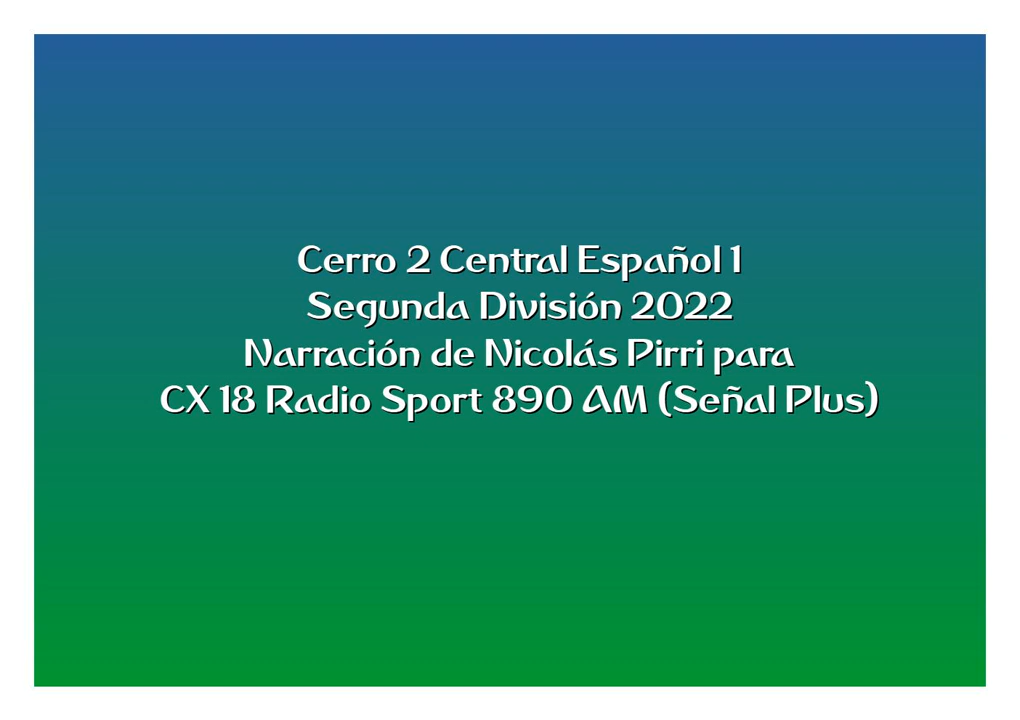 Cerro 2 Central Español 1
Segunda División 2022
Narración de Nicolás Pirri para
CX 18 Radio Sport 890 AM (Señal Plus)